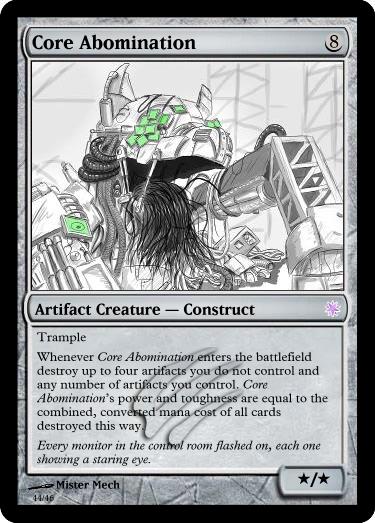 Core Abomination
8
Artifact Creature — Construct
Trample
Whenever Core Abomination enters the battlefield
destroy up to four artifacts you do not control and
any number of artifacts you control. Core
Abomination's power and toughness are equal to the
combined, converted mana cost of all cards
destroyed this way.
Every monitor in the control room flashed on, each one
showing a staring eye.
★/★
Mister Mech
44/46